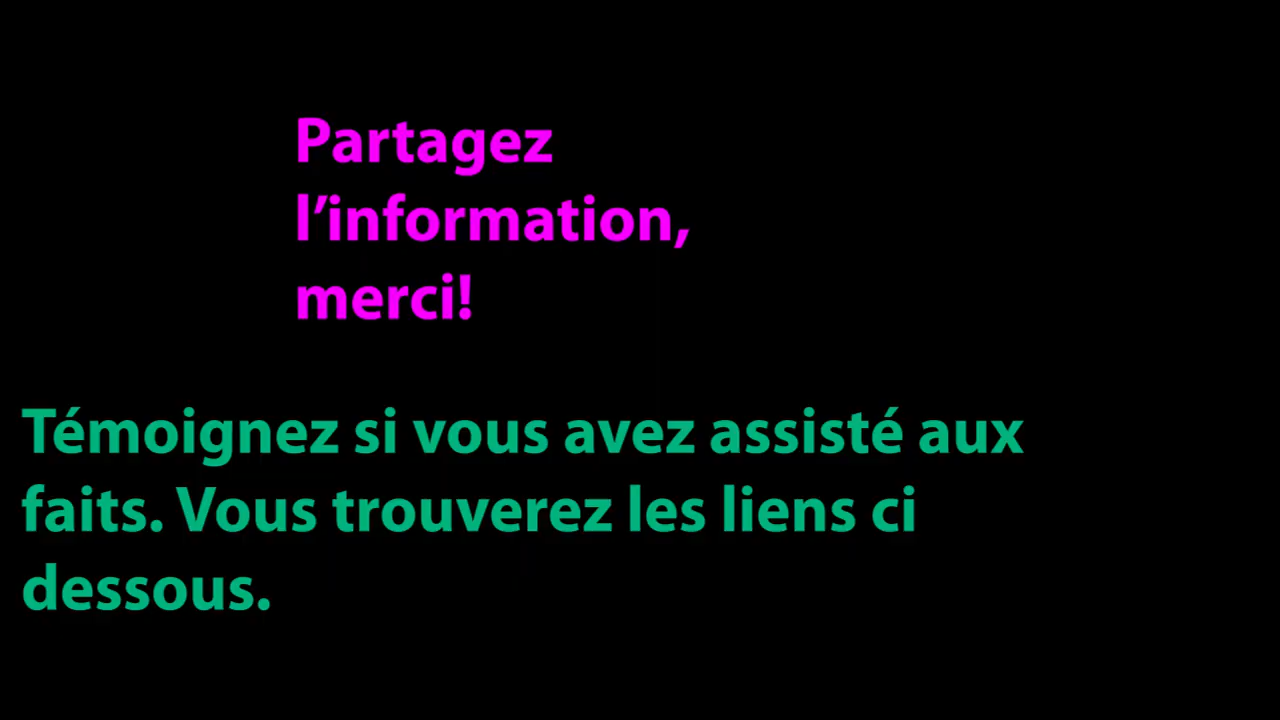 Partagez
l’information,
merci!
Témoignez si vous avez assisté aux
faits. Vous trouverez les liens ci
dessous.